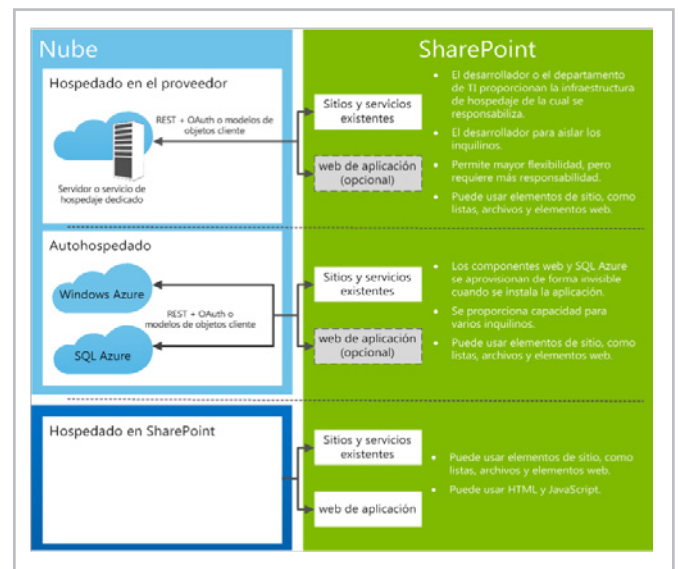 Nube
SharePoint
Hospedado en el proveedor
REST + OAuth o modelos de
objetos cliente
Servidor o servicio de
hospedaje dedicado
Sitios y servicios
existentes
web de aplicación
(opcional)
El desarrollador o el departamento
de TI proporcionan la infraestructura
de hospedaje de la cual se
responsabiliza.
El desarrollador para aislar los
inquilinos.
Permite mayor flexibilidad, pero
requiere más responsabilidad.
Puede usar elementos de sitio, como
listas, archivos y elementos web.
Autohospedado
Windows Azure
REST + OAuth o
modelos de objetos cliente
SQL Azure
Sitios y servicios
existentes
web de aplicación
(opcional)
Los componentes web y SQL Azure
se aprovisionan de forma invisible
cuando se instala la aplicación.
Se proporciona capacidad para
varios inquilinos.
Puede usar elementos de sitio, como
listas, archivos y elementos web.
Hospedado en SharePoint
Sitios y servicios
existentes
web de aplicación
Puede usar elementos de sitio, como
listas, archivos y elementos web.
Puede usar HTML y JavaScript.